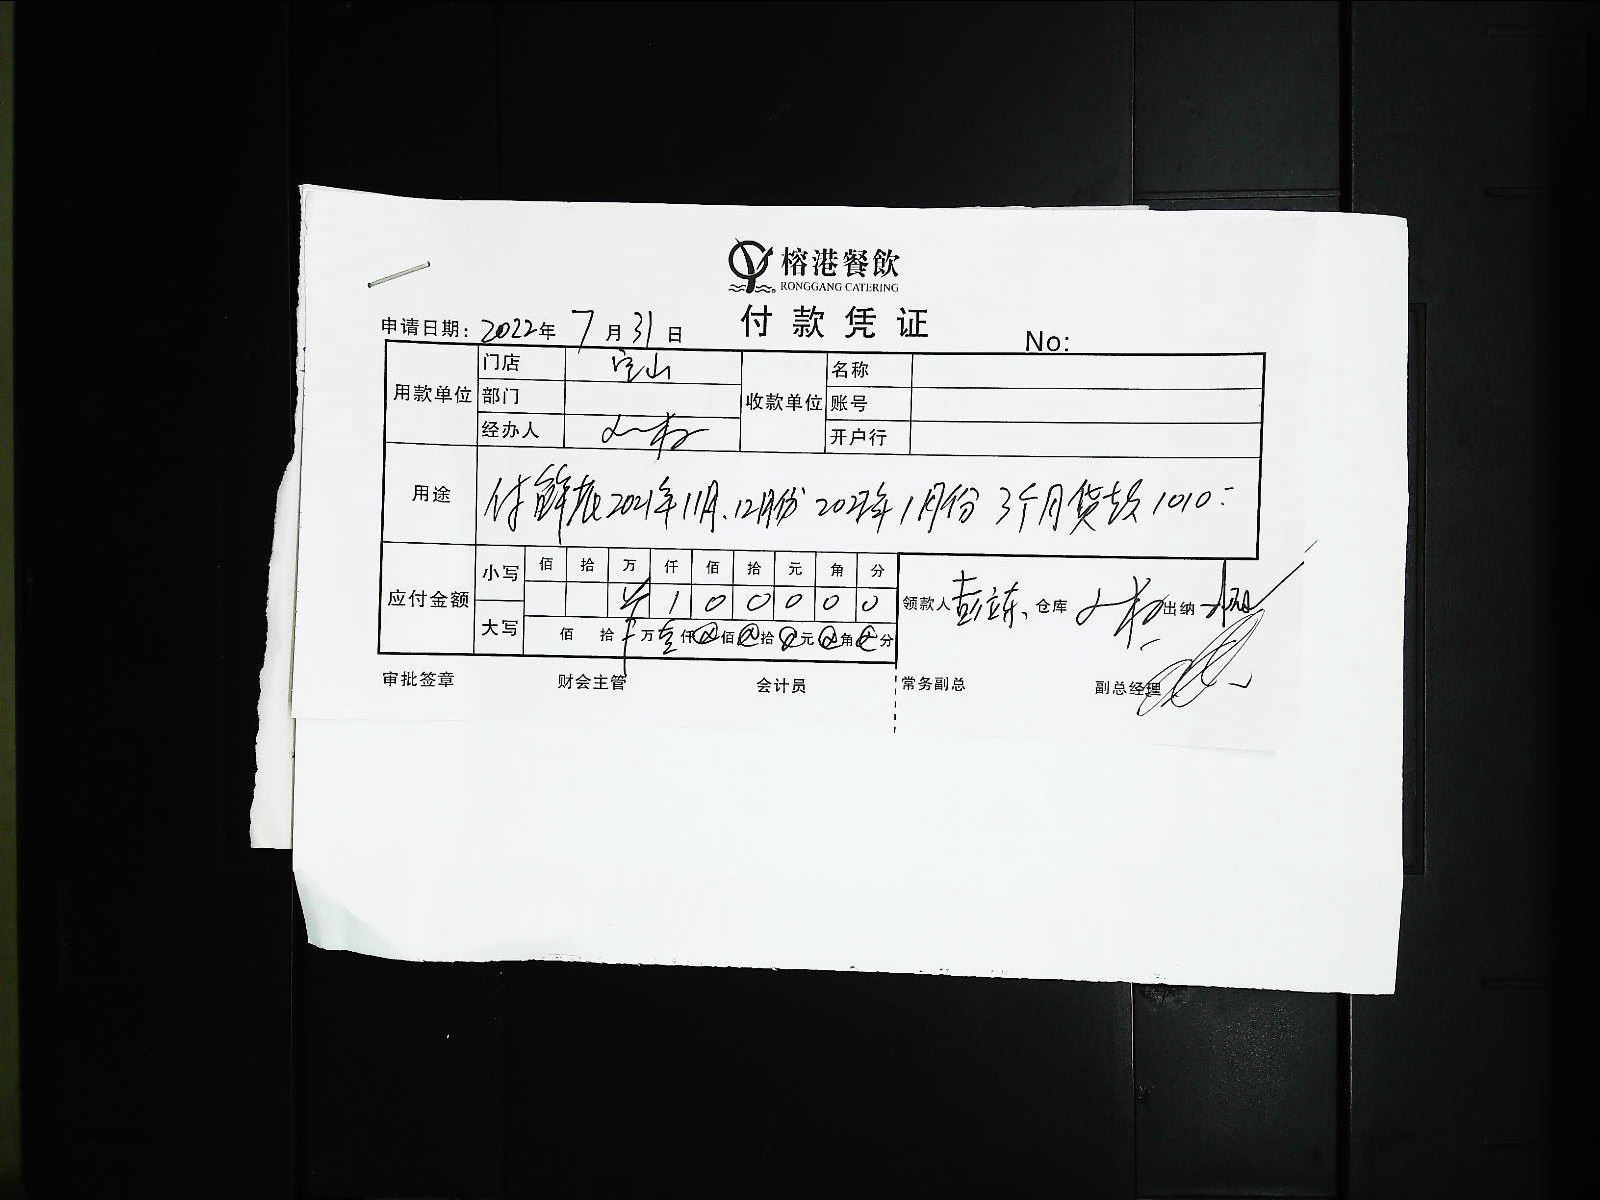 榕港餐飲
RONGGANG CATERING
付款凭证
申请日期: 2022年 7月31日
No:
用款单位 门店 宝山 收款单位 名称
部门 账号
经办人 开户行
用途 付 2021年11月、12月份 2022年1月份 3个月货款1010
应付金额 小写 佰 拾 万 仟 佰 拾 元 角 分
¥ 1 0 0 0 0 0
大写 佰 拾 万 壹仟 佰 拾 元 角 分
领款人 仓库 出纳
审批签章 财会主管 会计员 常务副总 副总经理